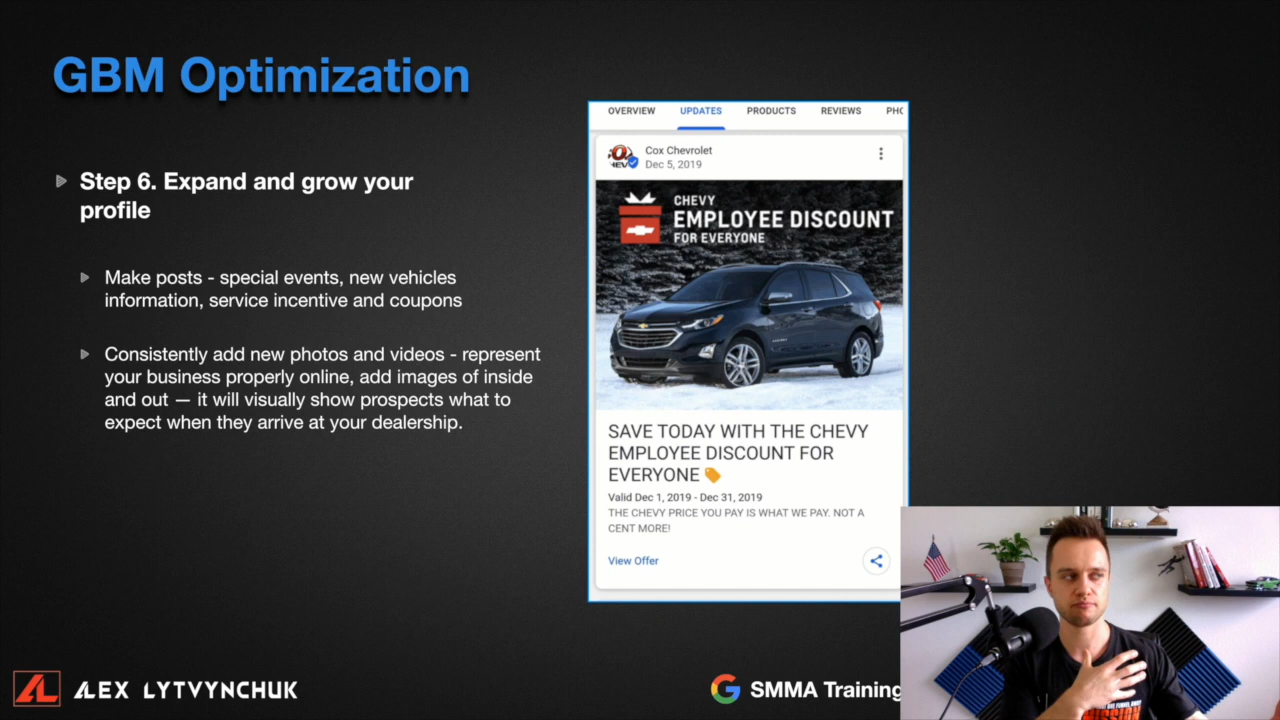 GBM Optimization
Step 6. Expand and grow your
profile
Make posts - special events, new vehicles
information, service incentive and coupons
Consistently add new photos and videos - represent
your business properly online, add images of inside
and out — it will visually show prospects what to
expect when they arrive at your dealership.
OVERVIEW UPDATES PRODUCTS REVIEWS PHO
Cox Chevrolet
Dec 5, 2019
CHEVY
EMPLOYEE DISCOUNT
FOR EVERYONE
SAVE TODAY WITH THE CHEVY
EMPLOYEE DISCOUNT FOR
EVERYONE
Valid Dec 1, 2019 - Dec 31, 2019
THE CHEVY PRICE YOU PAY IS WHAT WE PAY. NOT A
CENT MORE!
View Offer
ALEX LYTVYNCHUK
SMMA Training